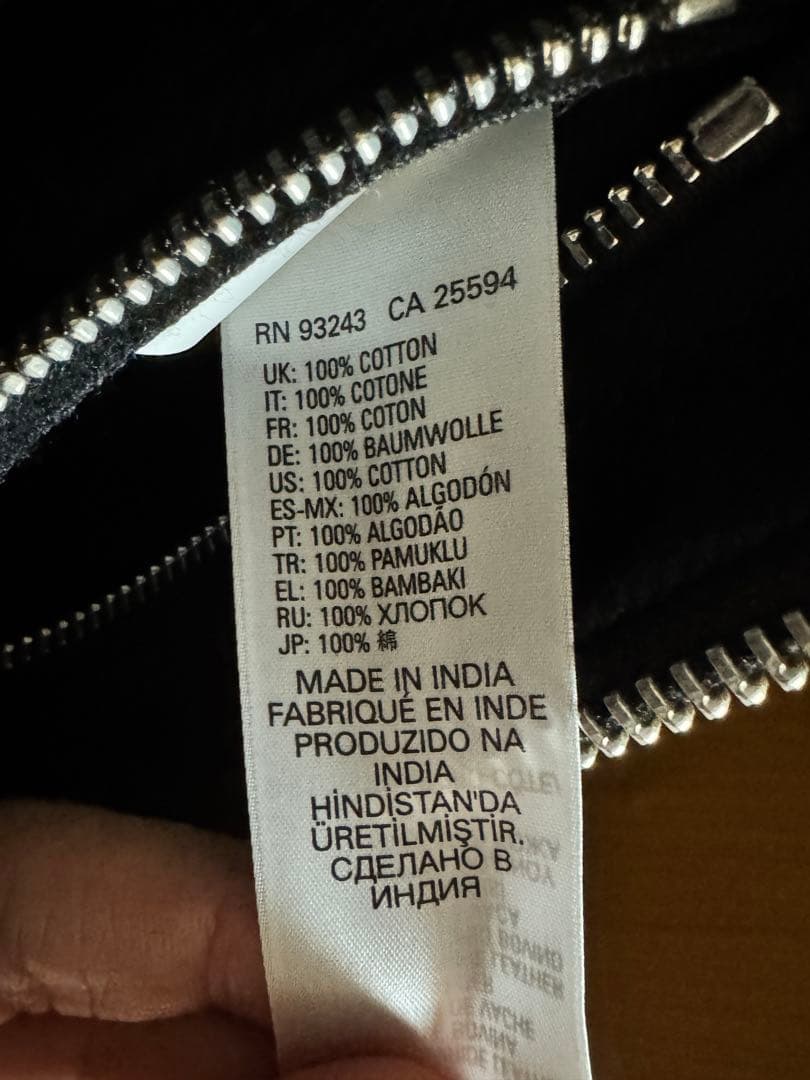 RN 93243 CA 25594
UK: 100% COTTON
IT: 100% COTONE
FR: 100% COTON
DE: 100% BAUMWOLLE
US: 100% COTTON
ES-MX: 100% ALGODÓN
PT: 100% ALGODÃO
TR: 100% PAMUKLU
EL: 100% BAMBAKI
RU: 100% ХЛОПОК
JP: 100% 綿
MADE IN INDIA
FABRIQUÉ EN INDE
PRODUZIDO NA
INDIA
HİNDİSTAN'DA
ÜRETİLMİŞTİR.
СДЕЛАНО В
ИНДИЯ